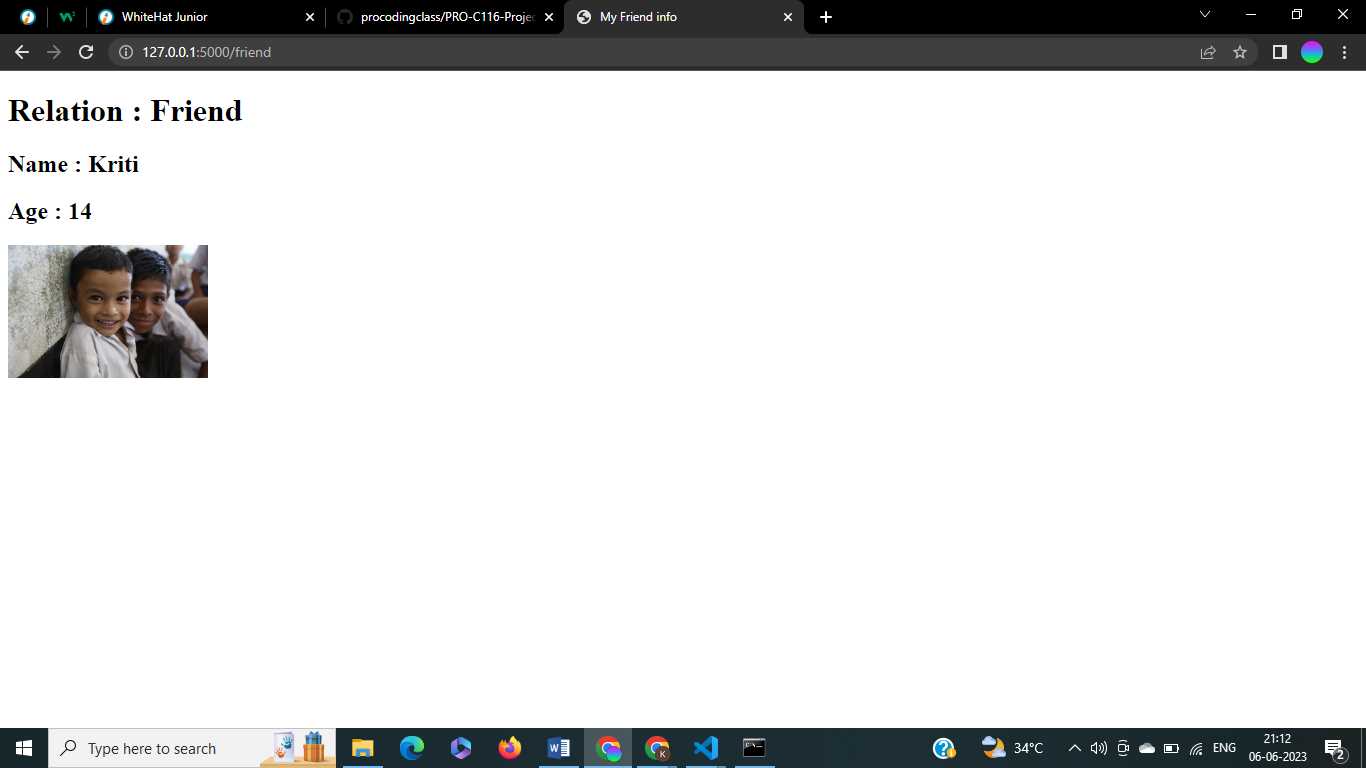 WhiteHat Junior
procodingclass/PRO-C116-Projec
My Friend info
127.0.0.1:5000/friend
Relation : Friend
Name : Kriti
Age : 14
Type here to search
34°C
ENG
21:12
06-06-2023
2
K